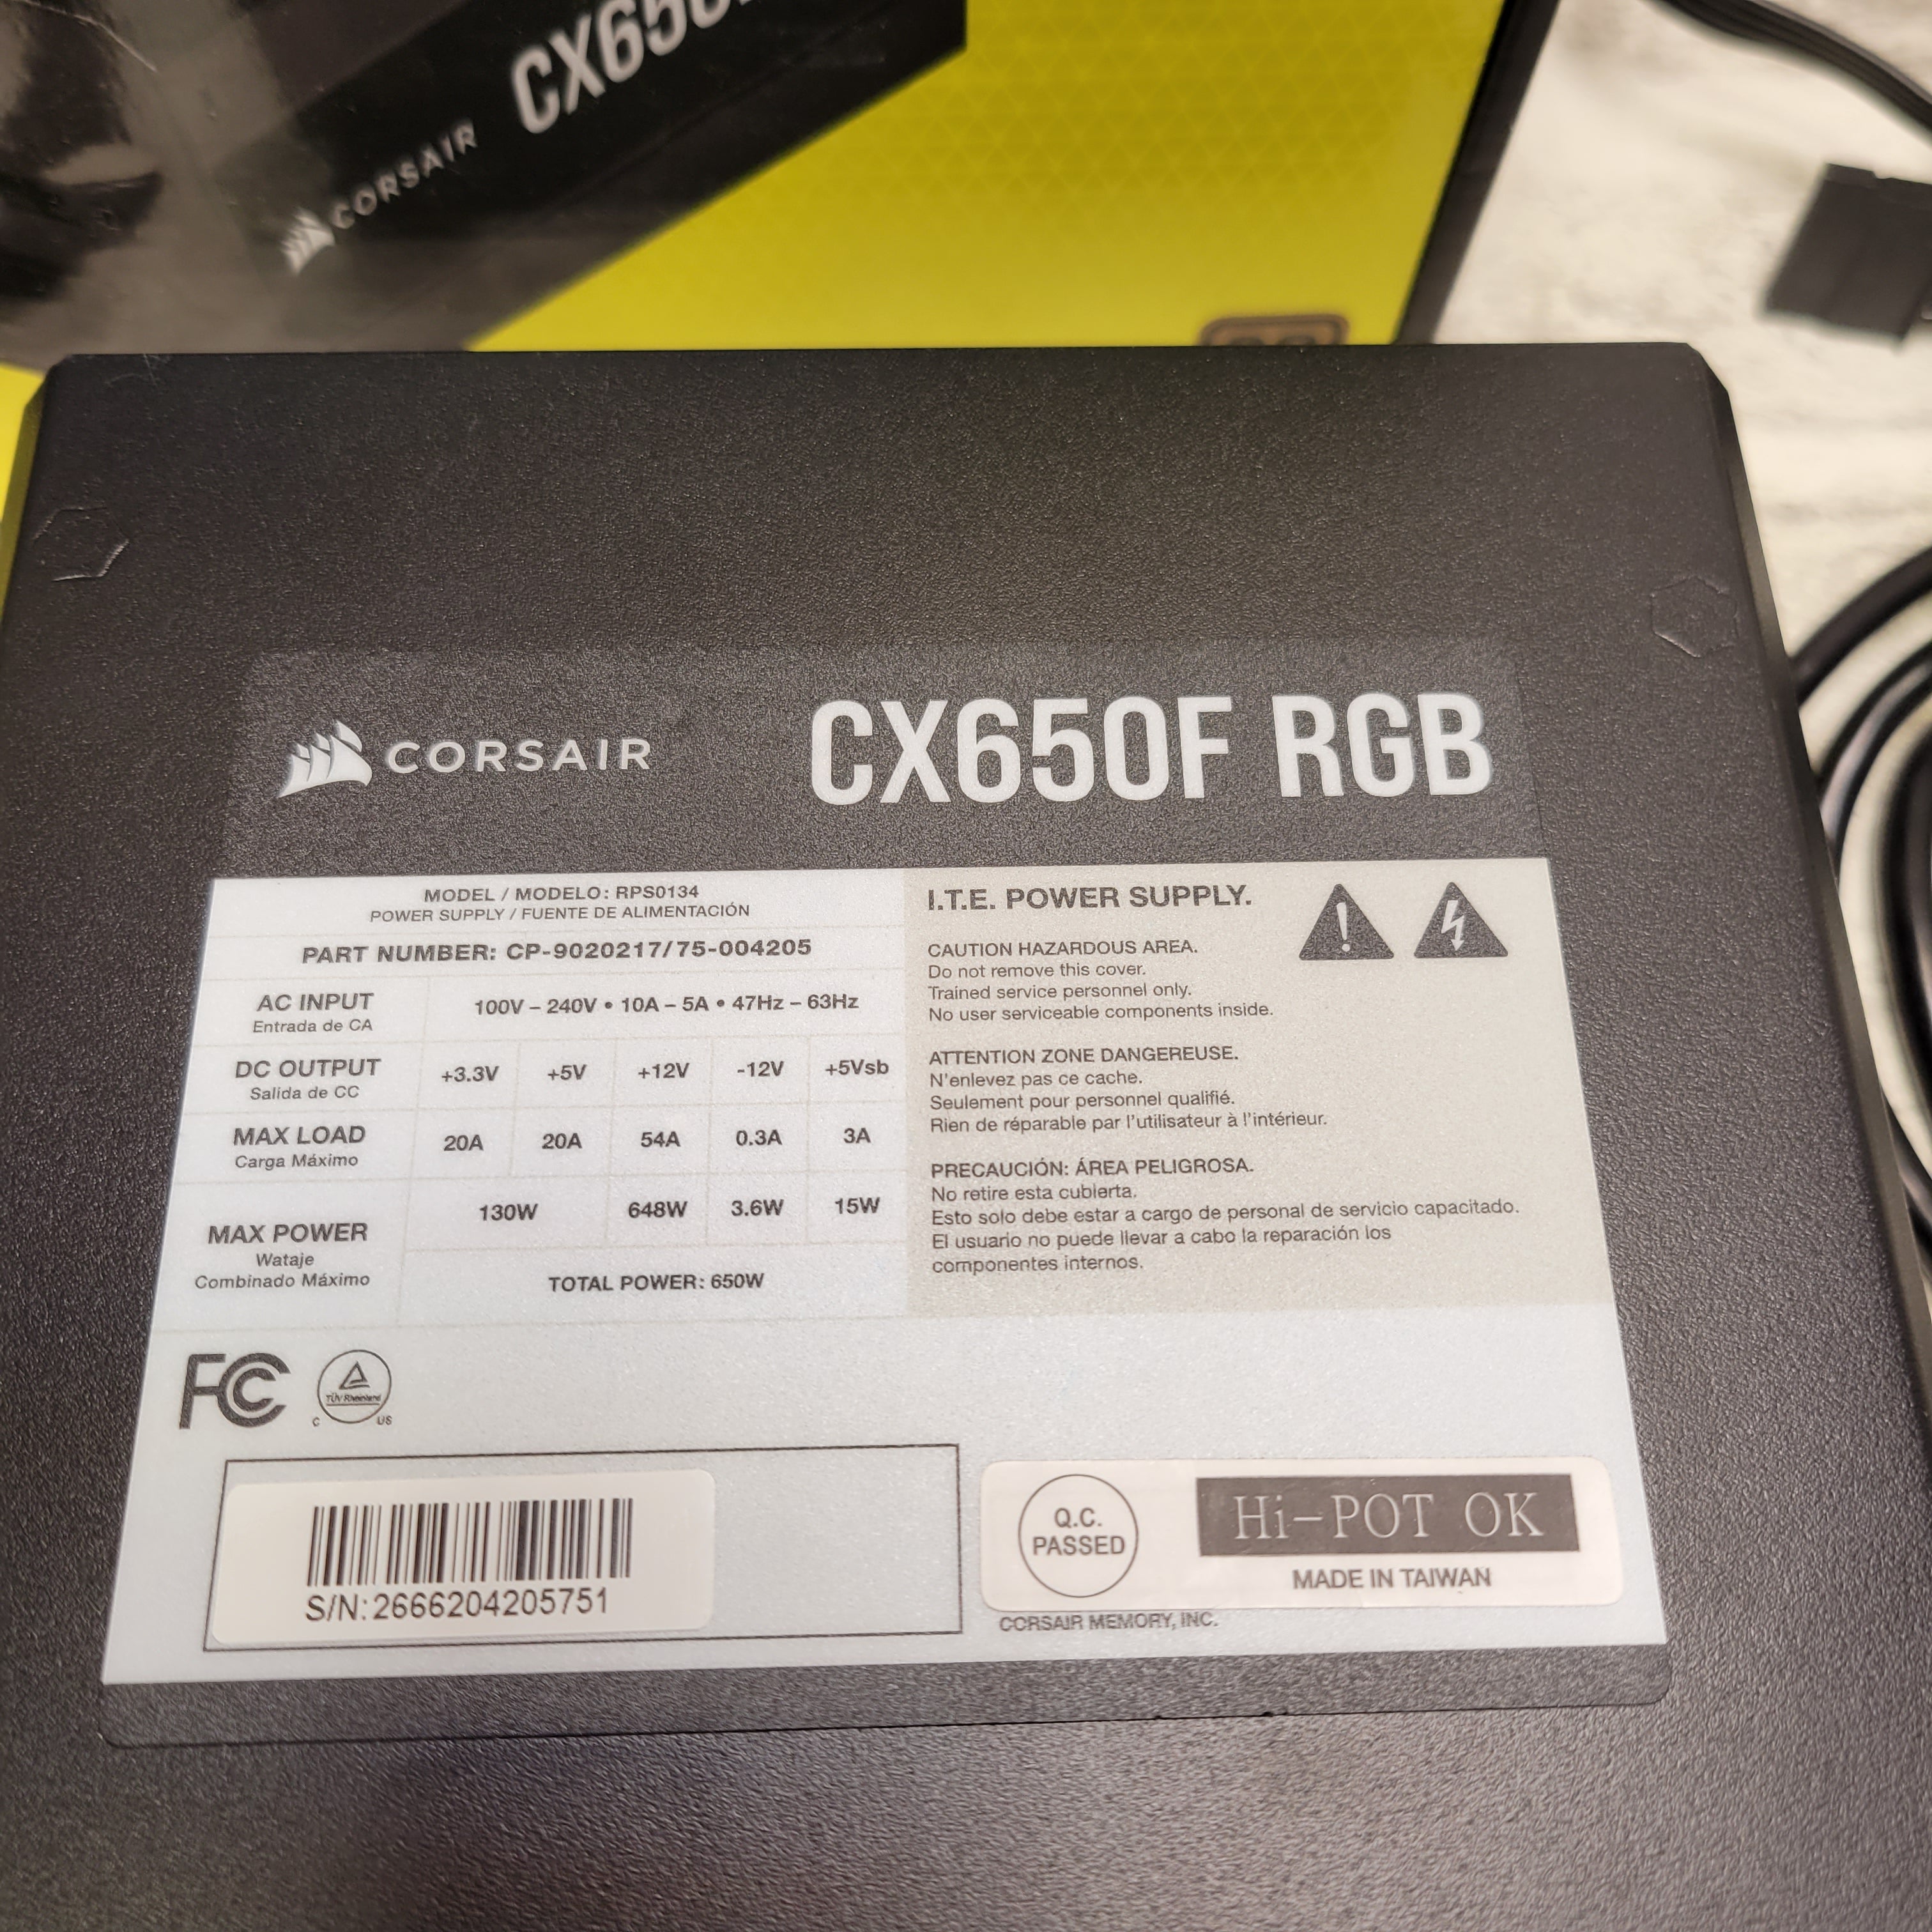 CX650
CORSAIR
CORSAIR
CX650F RGB
MODEL / MODELO: RPS0134
POWER SUPPLY / FUENTE DE ALIMENTACIÓN
PART NUMBER: CP-9020217/75-004205
AC INPUT 100V – 240V • 10A – 5A • 47Hz – 63Hz
Entrada de CA
DC OUTPUT +3.3V +5V +12V -12V +5Vsb
Salida de CC
MAX LOAD 20A 20A 54A 0.3A 3A
Carga Máximo
130W 648W 3.6W 15W
MAX POWER
Wataje
Combinado Máximo
TOTAL POWER: 650W
I.T.E. POWER SUPPLY.
CAUTION HAZARDOUS AREA.
Do not remove this cover.
Trained service personnel only.
No user serviceable components inside.
ATTENTION ZONE DANGEREUSE.
N'enlevez pas ce cache.
Seulement pour personnel qualifié.
Rien de réparable par l'utilisateur à l'intérieur.
PRECAUCIÓN: ÁREA PELIGROSA.
No retire esta cubierta.
Esto solo debe estar a cargo de personal de servicio capacitado.
El usuario no puede llevar a cabo la reparación los
componentes internos.
FC
TÜV Rheinland
C US
S/N:2666204205751
Q.C.
PASSED
Hi-POT OK
MADE IN TAIWAN
CORSAIR MEMORY, INC.